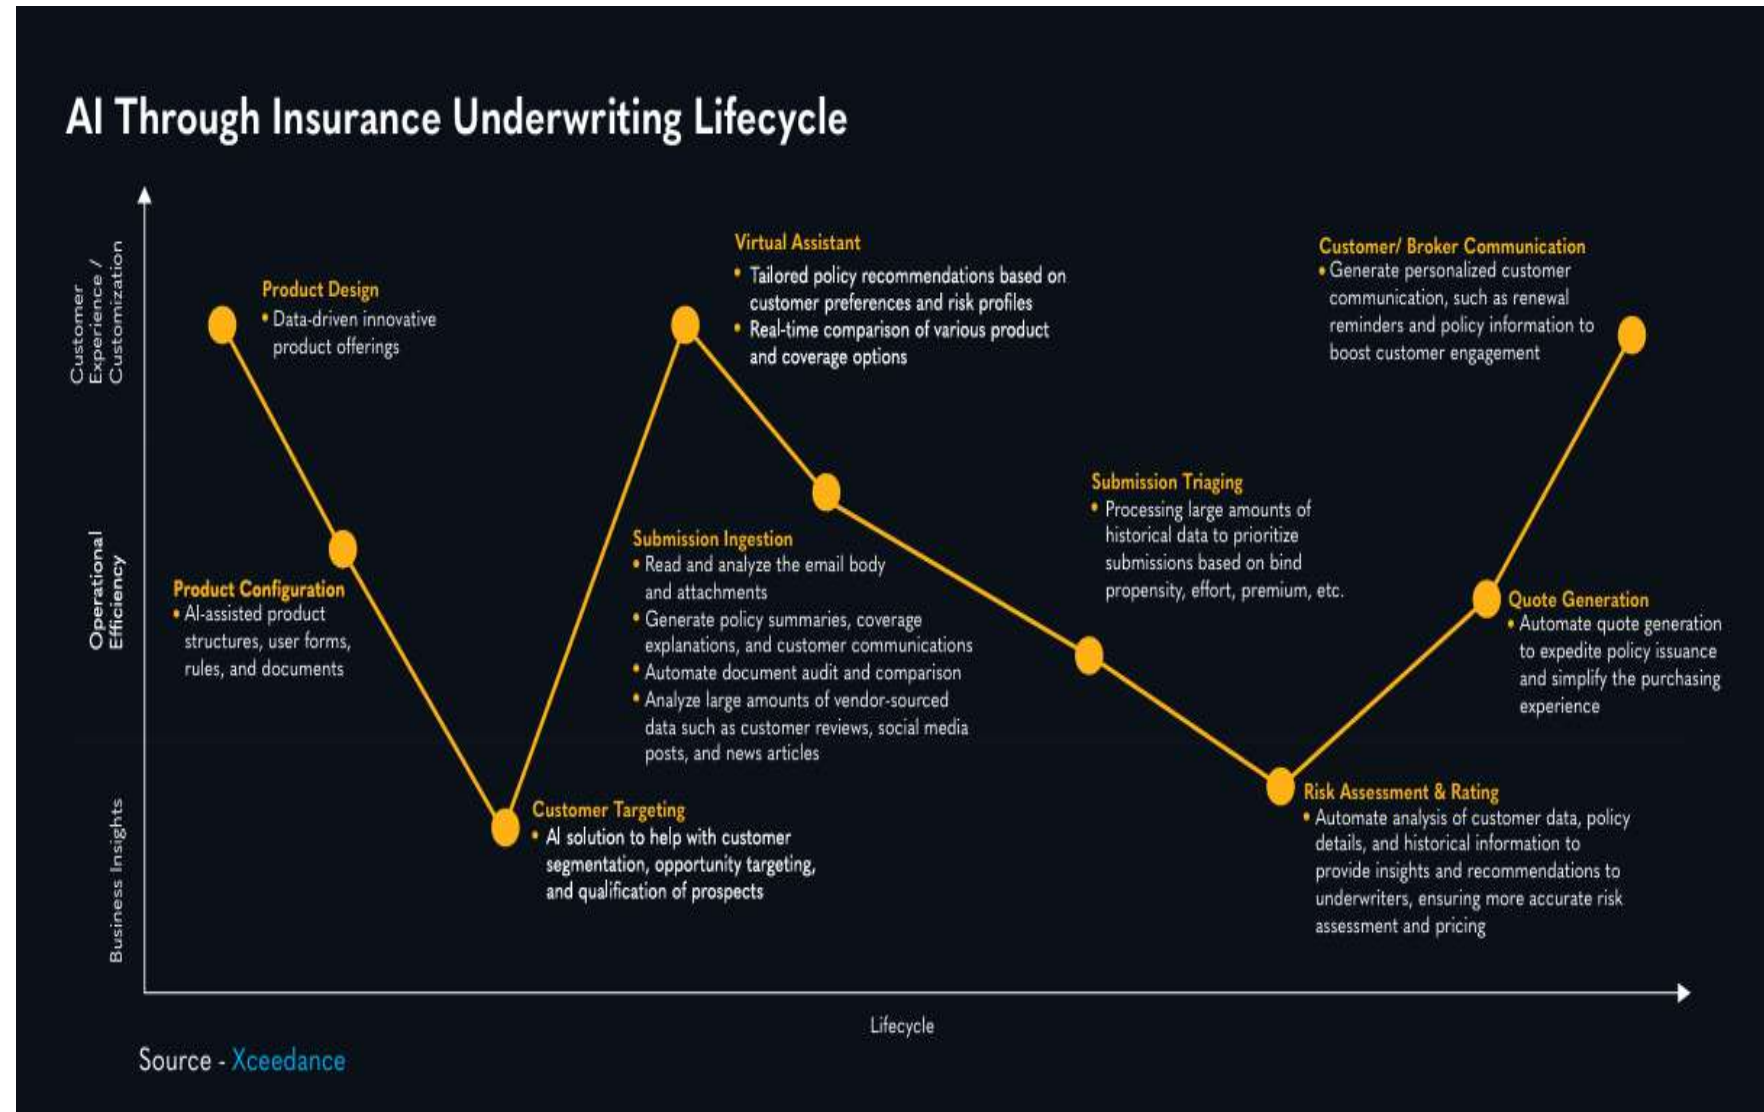 AI Through Insurance Underwriting Lifecycle
Customer
Experience /
Customization
Operational
Efficiency
Business Insights
Product Design
• Data-driven innovative
product offerings
Product Configuration
• AI-assisted product
structures, user forms,
rules, and documents
Customer Targeting
• AI solution to help with customer
segmentation, opportunity targeting,
and qualification of prospects
Virtual Assistant
• Tailored policy recommendations based on
customer preferences and risk profiles
• Real-time comparison of various product
and coverage options
Submission Ingestion
• Read and analyze the email body
and attachments
• Generate policy summaries, coverage
explanations, and customer communications
• Automate document audit and comparison
• Analyze large amounts of vendor-sourced
data such as customer reviews, social media
posts, and news articles
Submission Triaging
• Processing large amounts of
historical data to prioritize
submissions based on bind
propensity, effort, premium, etc.
Risk Assessment & Rating
• Automate analysis of customer data, policy
details, and historical information to
provide insights and recommendations to
underwriters, ensuring more accurate risk
assessment and pricing
Quote Generation
• Automate quote generation
to expedite policy issuance
and simplify the purchasing
experience
Customer/ Broker Communication
• Generate personalized customer
communication, such as renewal
reminders and policy information to
boost customer engagement
Lifecycle
Source - Xceedance